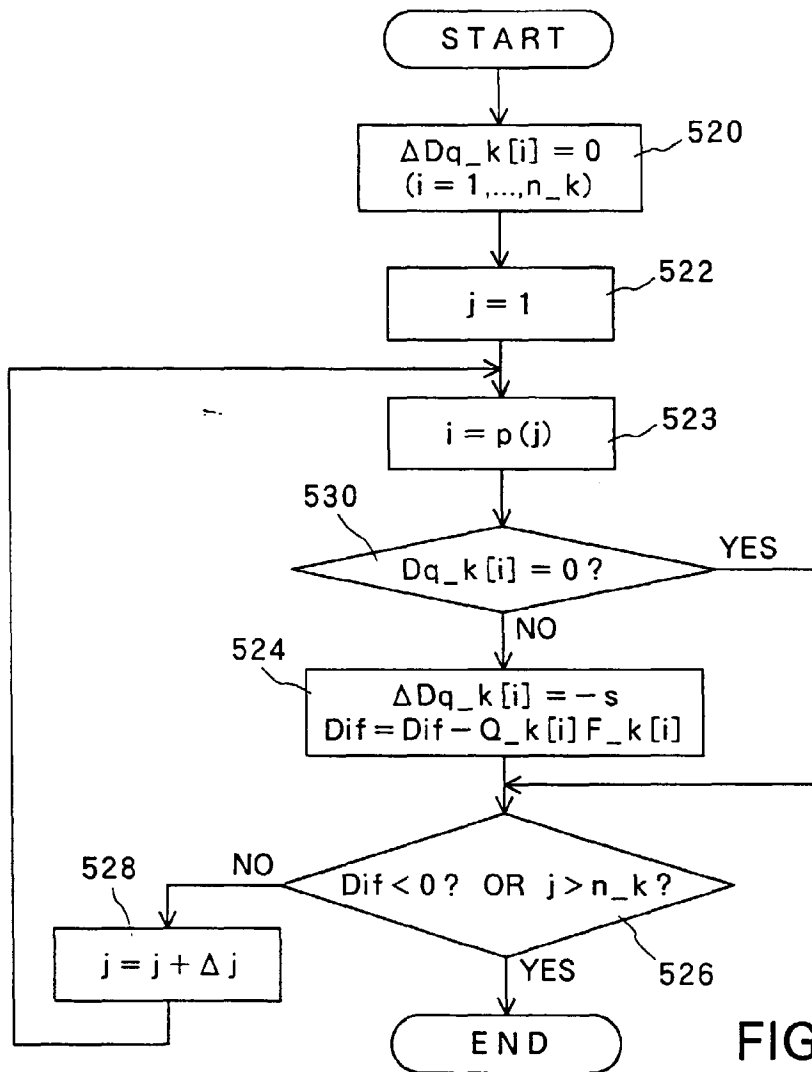 START
ΔDq_k[i] = 0
(i = 1,...,n_k)
520
j = 1
522
i = p(j)
523
530
Dq_k[i] = 0?
YES
NO
524
ΔDq_k[i] = -s
Dif = Dif - Q_k[i] F_k[i]
NO
Dif < 0? OR j > n_k?
528
j = j + Δj
526
YES
END
FIG